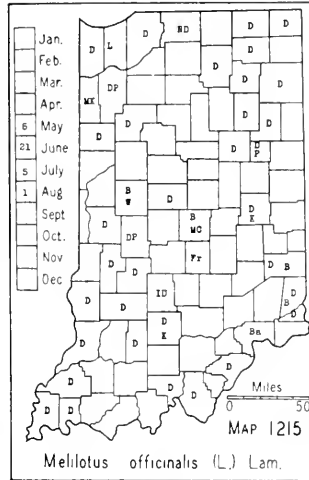 Jan.
Feb.
Mar.
Apr.
6 May
21 June
5 July
1 Aug
Sept
Oct.
Nov
Dec
D L D ND D D
D
DP D D D
MK D D
D D D
P
B D
W D
B K
D MC
DP Fr
D D D B
ID D
D D B D
D K
Ba
D D
D D
D D D
Miles
0 50
MAP 1215
Melilotus officinalis (L.) Lam.